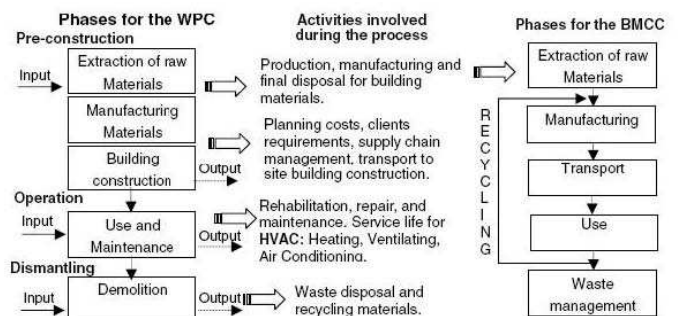 Phases for the WPC
Pre-construction
Input
Extraction of raw
Materials
Manufacturing
Materials
Building
construction
Output
Operation
Input
Use and
Maintenance
Output
Dismantling
Input
Demolition
Output
Activities involved
during the process
Production, manufacturing and
final disposal for building
materials.
Planning costs, clients
requirements, supply chain
management, transport to
site building construction.
Rehabilitation, repair, and
maintenance. Service life for
HVAC: Heating, Ventilating,
Air Conditioning.
Waste disposal and
recycling materials.
Phases for the BMCC
Extraction of raw
Materials
Manufacturing
Transport
Use
Waste
management
RECYCLING